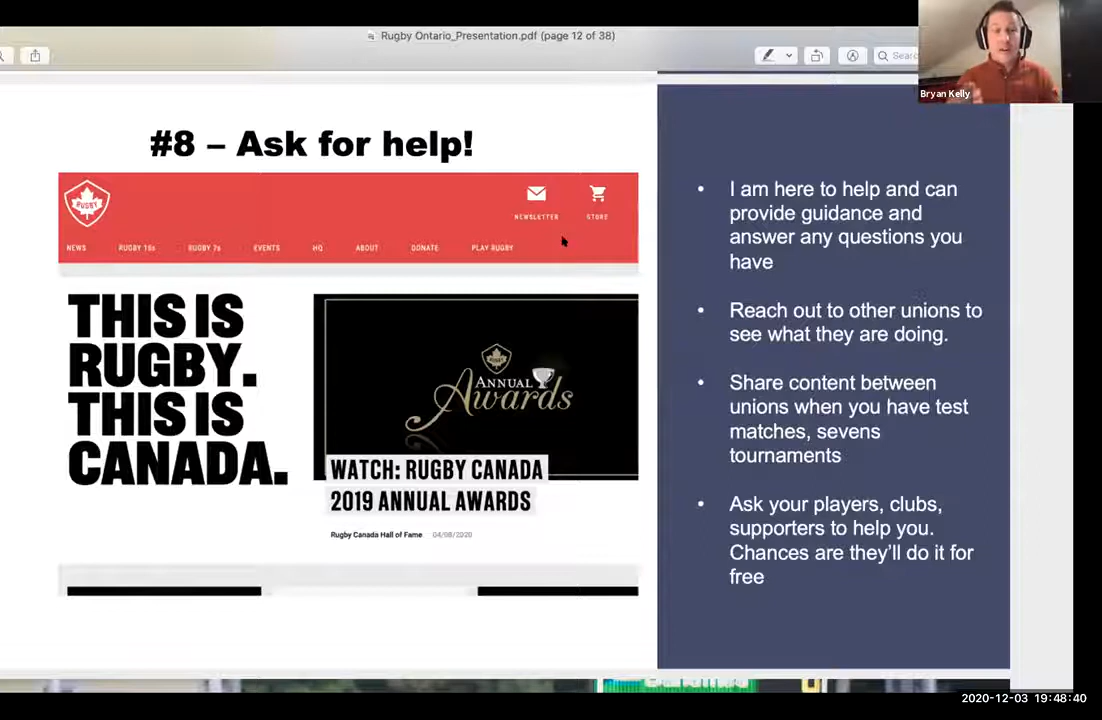 Rugby Ontario_Presentation.pdf (page 12 of 38)
Bryan Kelly
#8 – Ask for help!
RUGBY
NEWSLETTER
STORE
NEWS RUGBY 15s RUGBY 7s EVENTS HQ ABOUT DONATE PLAY RUGBY
THIS IS
RUGBY.
THIS IS
CANADA.
ANNUAL
Awards
WATCH: RUGBY CANADA
2019 ANNUAL AWARDS
Rugby Canada Hall of Fame 04/08/2020
• I am here to help and can
provide guidance and
answer any questions you
have
• Reach out to other unions to
see what they are doing.
• Share content between
unions when you have test
matches, sevens
tournaments
• Ask your players, clubs,
supporters to help you.
Chances are they’ll do it for
free
2020-12-03 19:48:40